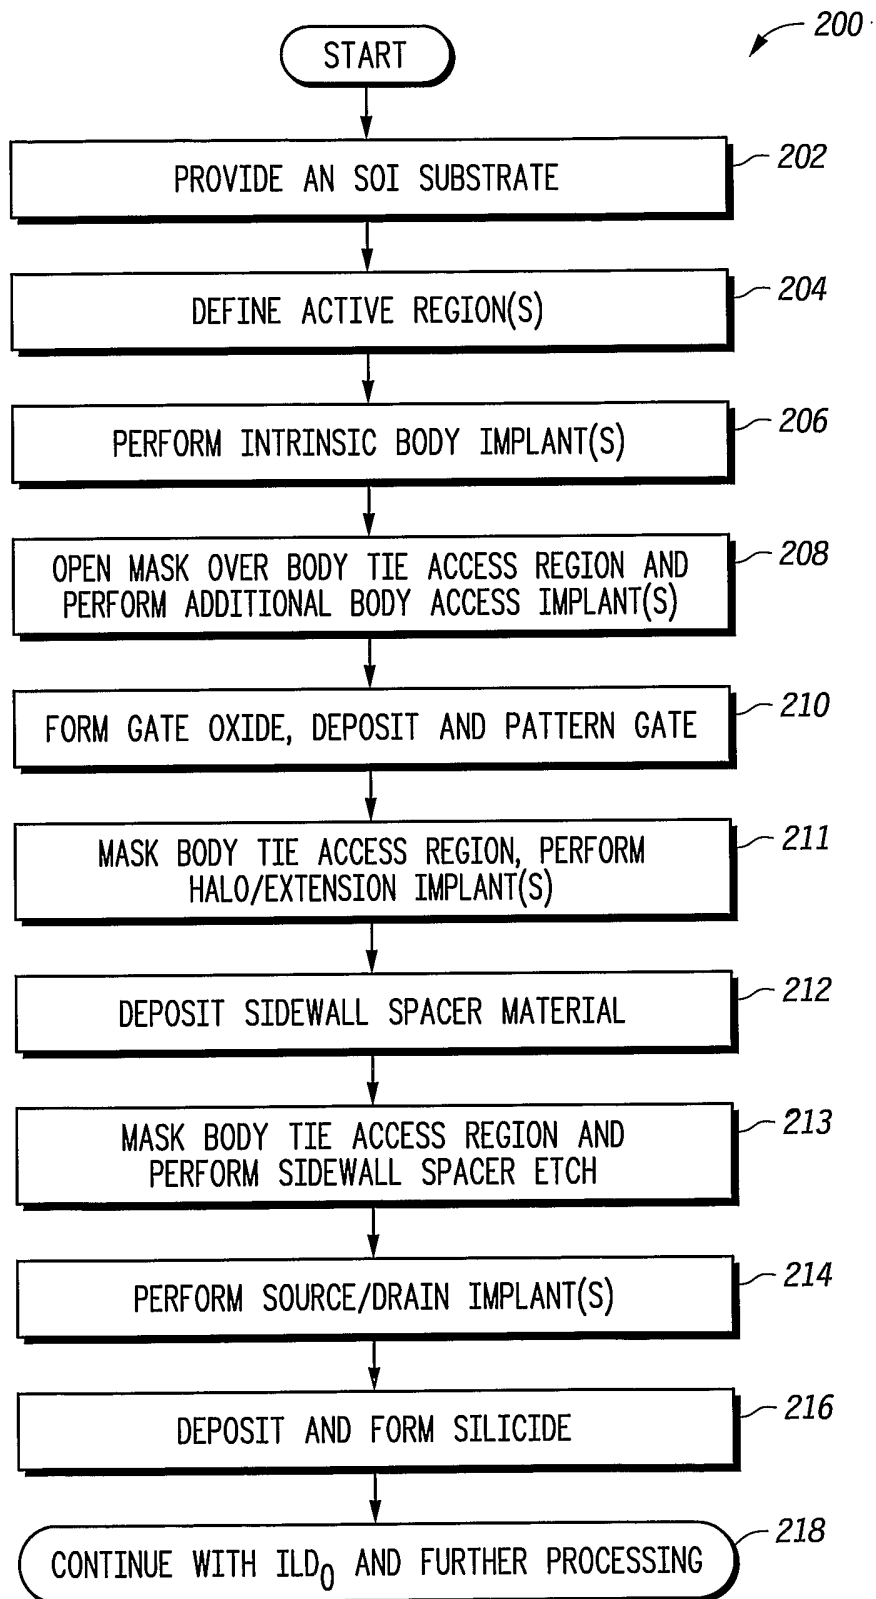 200
START
PROVIDE AN SOI SUBSTRATE
202
DEFINE ACTIVE REGION(S)
204
PERFORM INTRINSIC BODY IMPLANT(S)
206
OPEN MASK OVER BODY TIE ACCESS REGION AND
PERFORM ADDITIONAL BODY ACCESS IMPLANT(S)
208
FORM GATE OXIDE, DEPOSIT AND PATTERN GATE
210
MASK BODY TIE ACCESS REGION, PERFORM
HALO/EXTENSION IMPLANT(S)
211
DEPOSIT SIDEWALL SPACER MATERIAL
212
MASK BODY TIE ACCESS REGION AND
PERFORM SIDEWALL SPACER ETCH
213
PERFORM SOURCE/DRAIN IMPLANT(S)
214
DEPOSIT AND FORM SILICIDE
216
CONTINUE WITH ILD₀ AND FURTHER PROCESSING
218